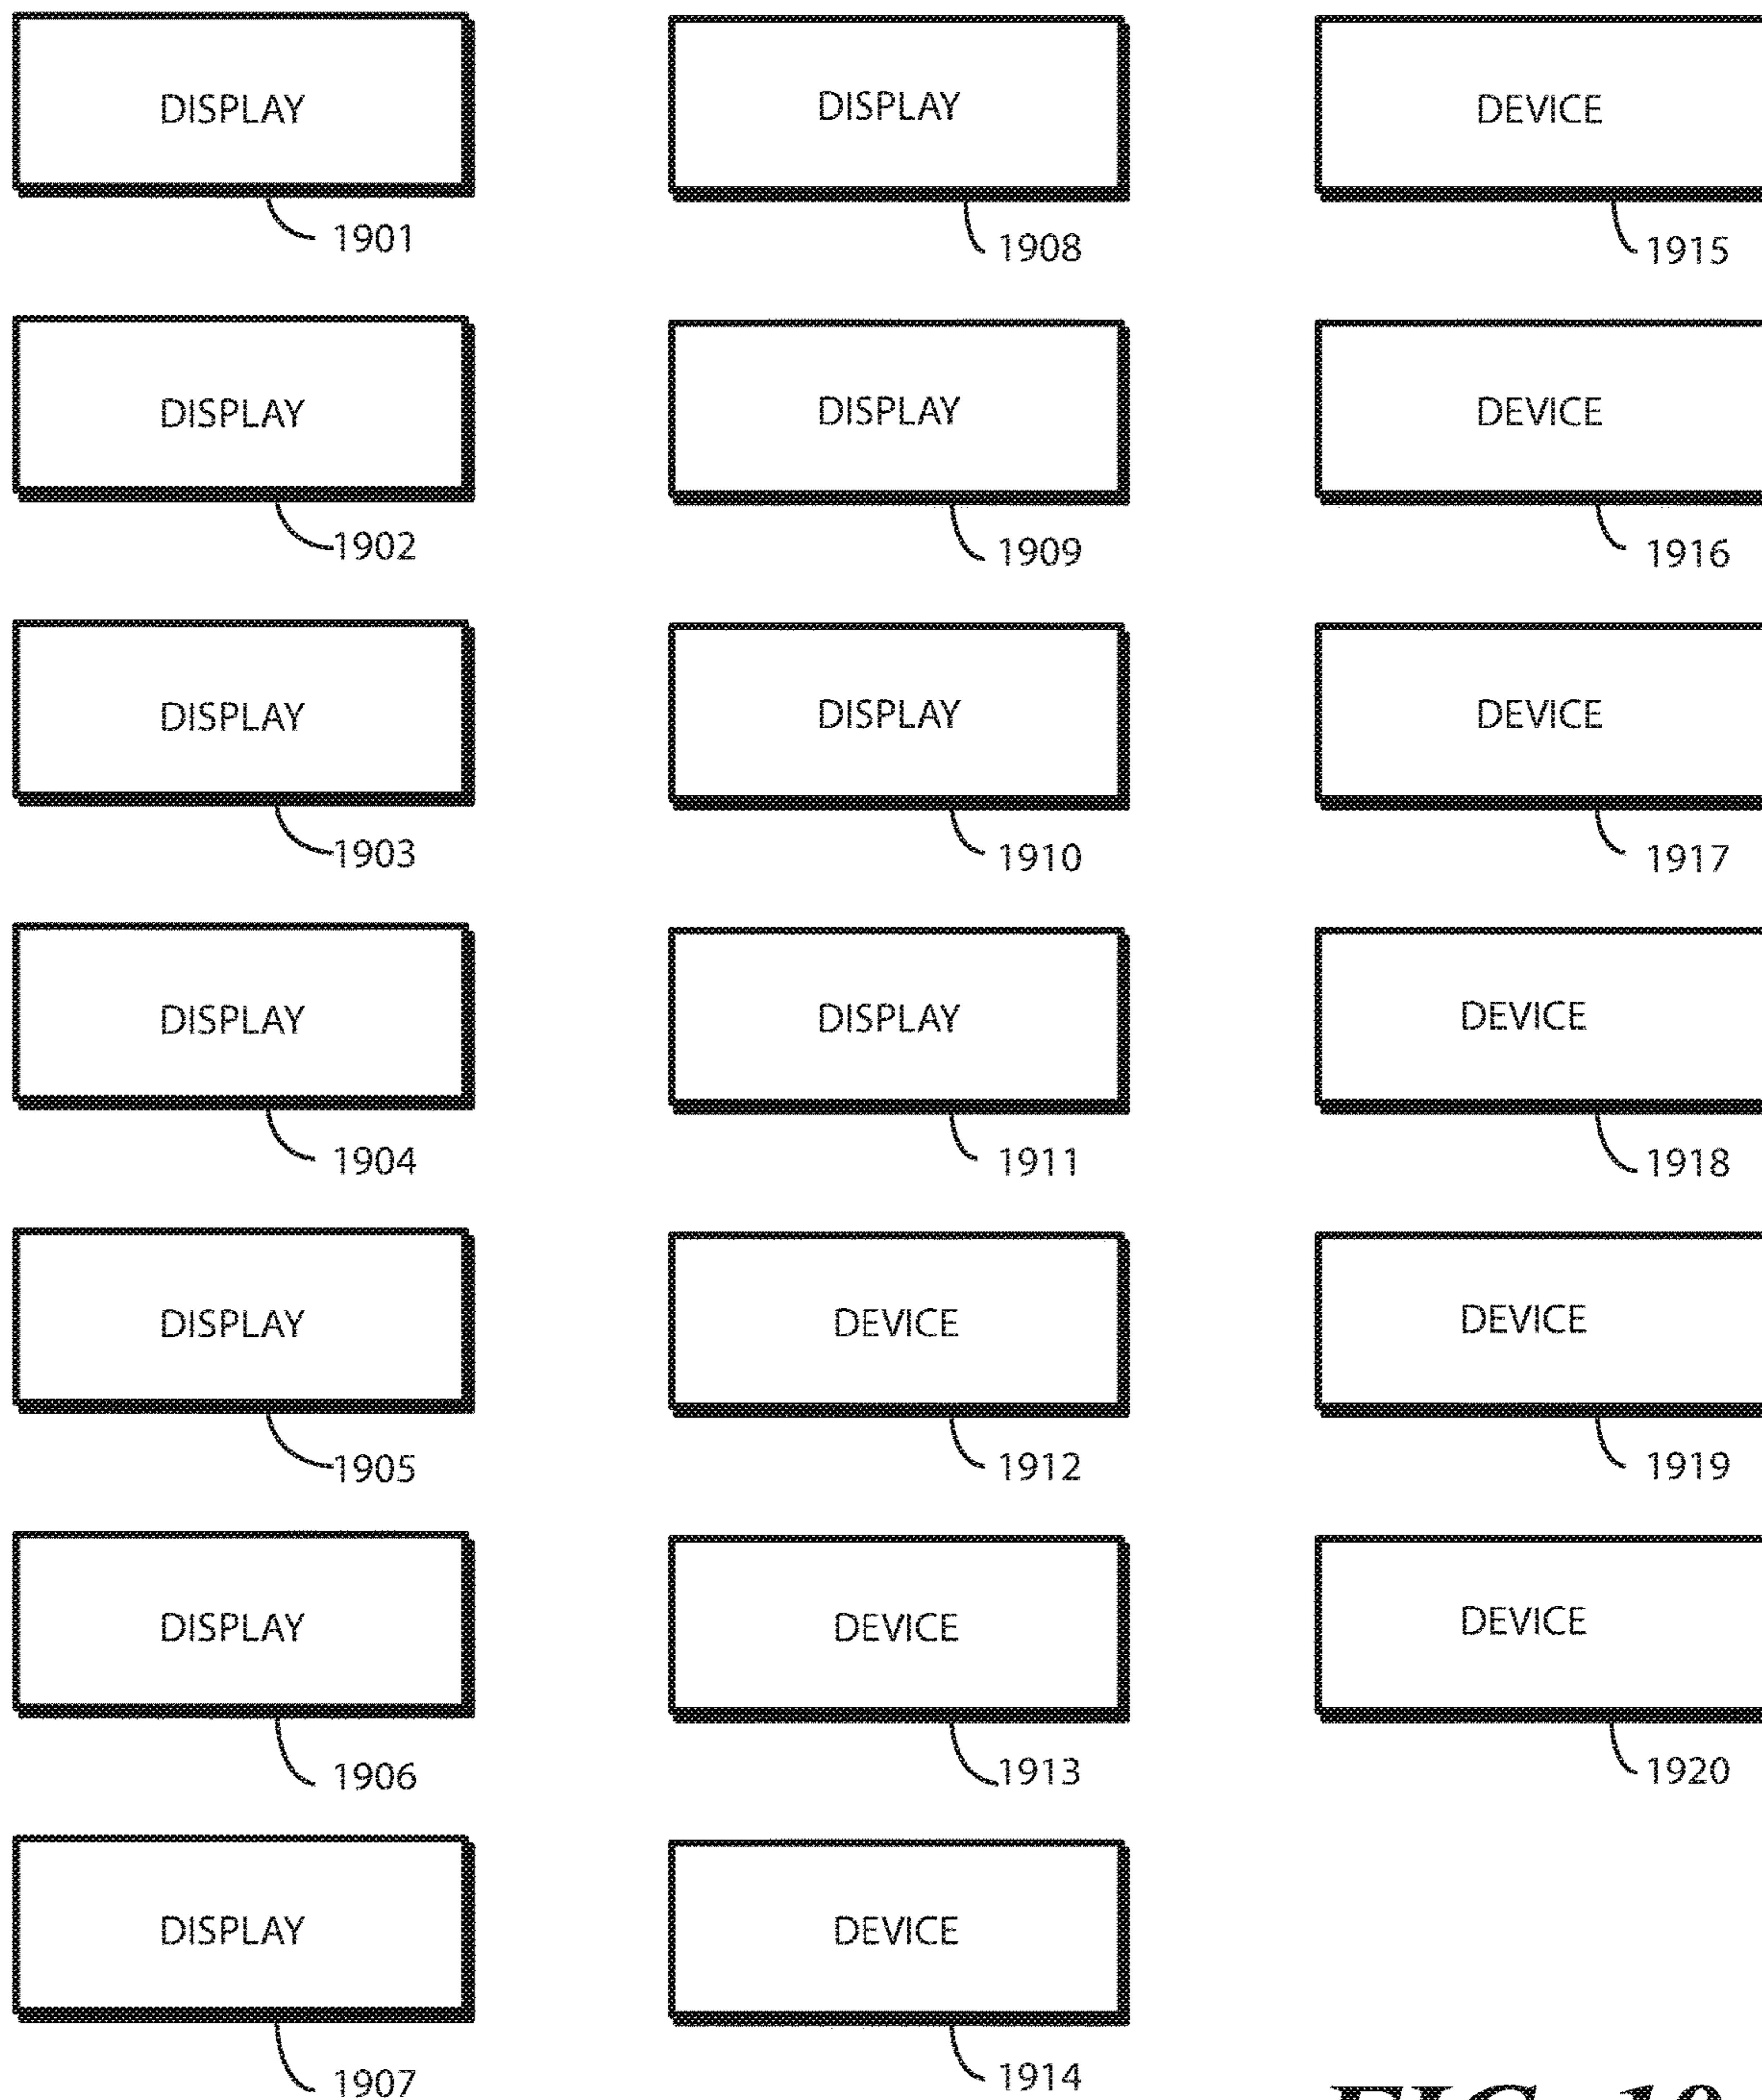 DISPLAY
1901
DISPLAY
1902
DISPLAY
1903
DISPLAY
1904
DISPLAY
1905
DISPLAY
1906
DISPLAY
1907
DISPLAY
1908
DISPLAY
1909
DISPLAY
1910
DISPLAY
1911
DEVICE
1912
DEVICE
1913
DEVICE
1914
DEVICE
1915
DEVICE
1916
DEVICE
1917
DEVICE
1918
DEVICE
1919
DEVICE
1920